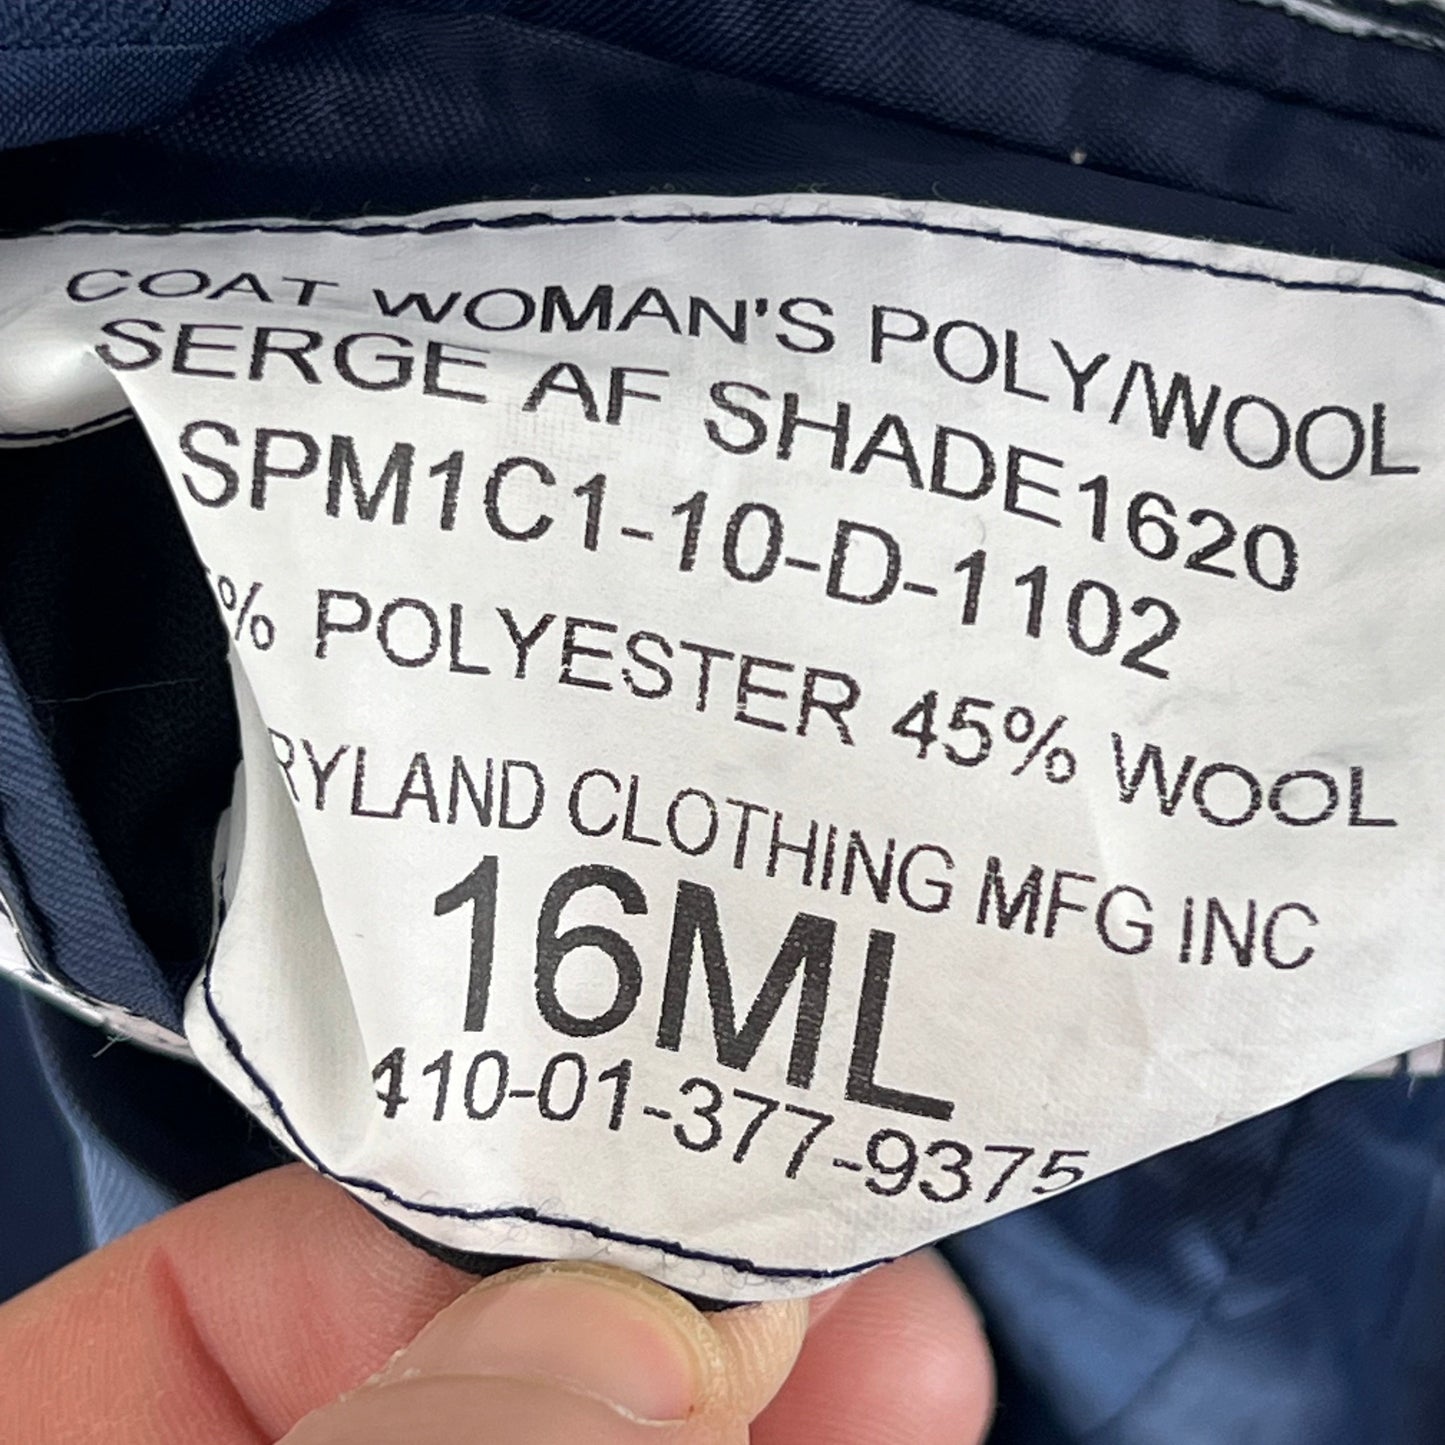 COAT WOMAN'S POLY/WOOL
SERGE AF SHADE1620
SPM1C1-10-D-1102
% POLYESTER 45% WOOL
RYLAND CLOTHING MFG INC
16ML
410-01-377-9375